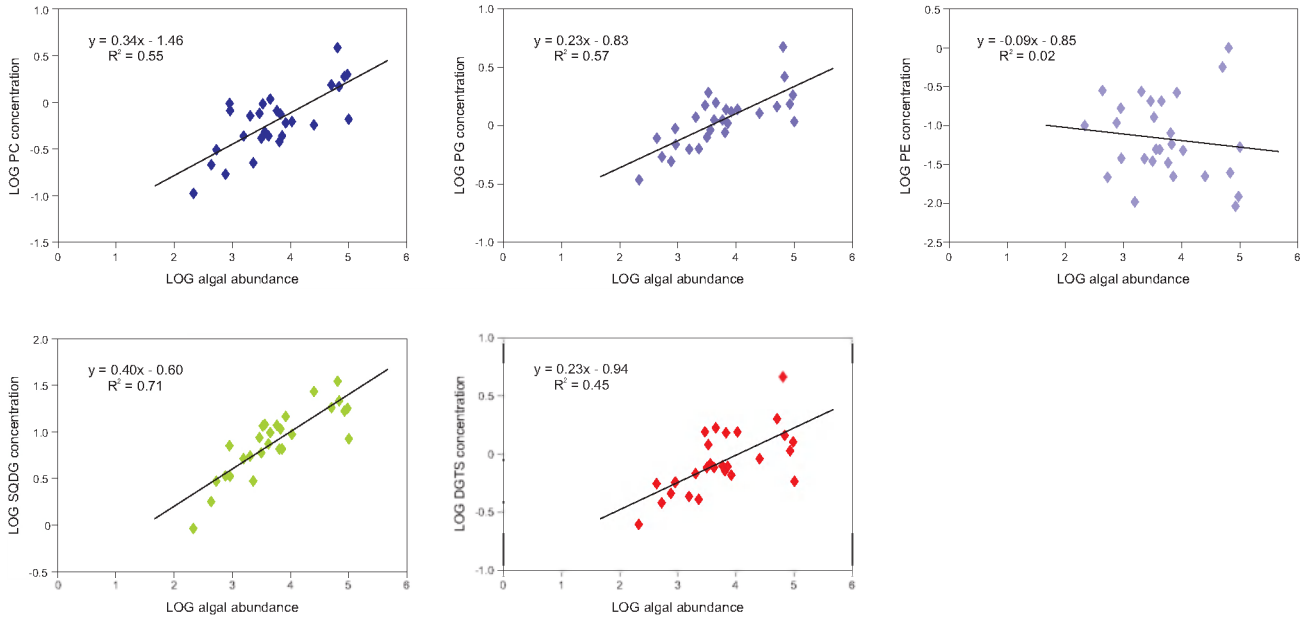 1.0
0.5
0
-0.5
-1.0
-1.5
LOG PC concentration
y = 0.34x - 1.46
R² = 0.55
0 1 2 3 4 5 6
LOG algal abundance
1.0
0.5
0
-0.5
-1.0
LOG PG concentration
y = 0.23x - 0.83
R² = 0.57
0 1 2 3 4 5 6
LOG algal abundance
0.5
0
-0.5
-1.0
-1.5
-2.0
-2.5
LOG PE concentration
y = -0.09x - 0.85
R² = 0.02
0 1 2 3 4 5 6
LOG algal abundance
2.0
1.5
1.0
0.5
0
-0.5
LOG SQDG concentration
y = 0.40x - 0.60
R² = 0.71
0 1 2 3 4 5 6
LOG algal abundance
1.0
0.5
0
-0.5
-1.0
LOG DGTS concentration
y = 0.23x - 0.94
R² = 0.45
0 1 2 3 4 5 6
LOG algal abundance